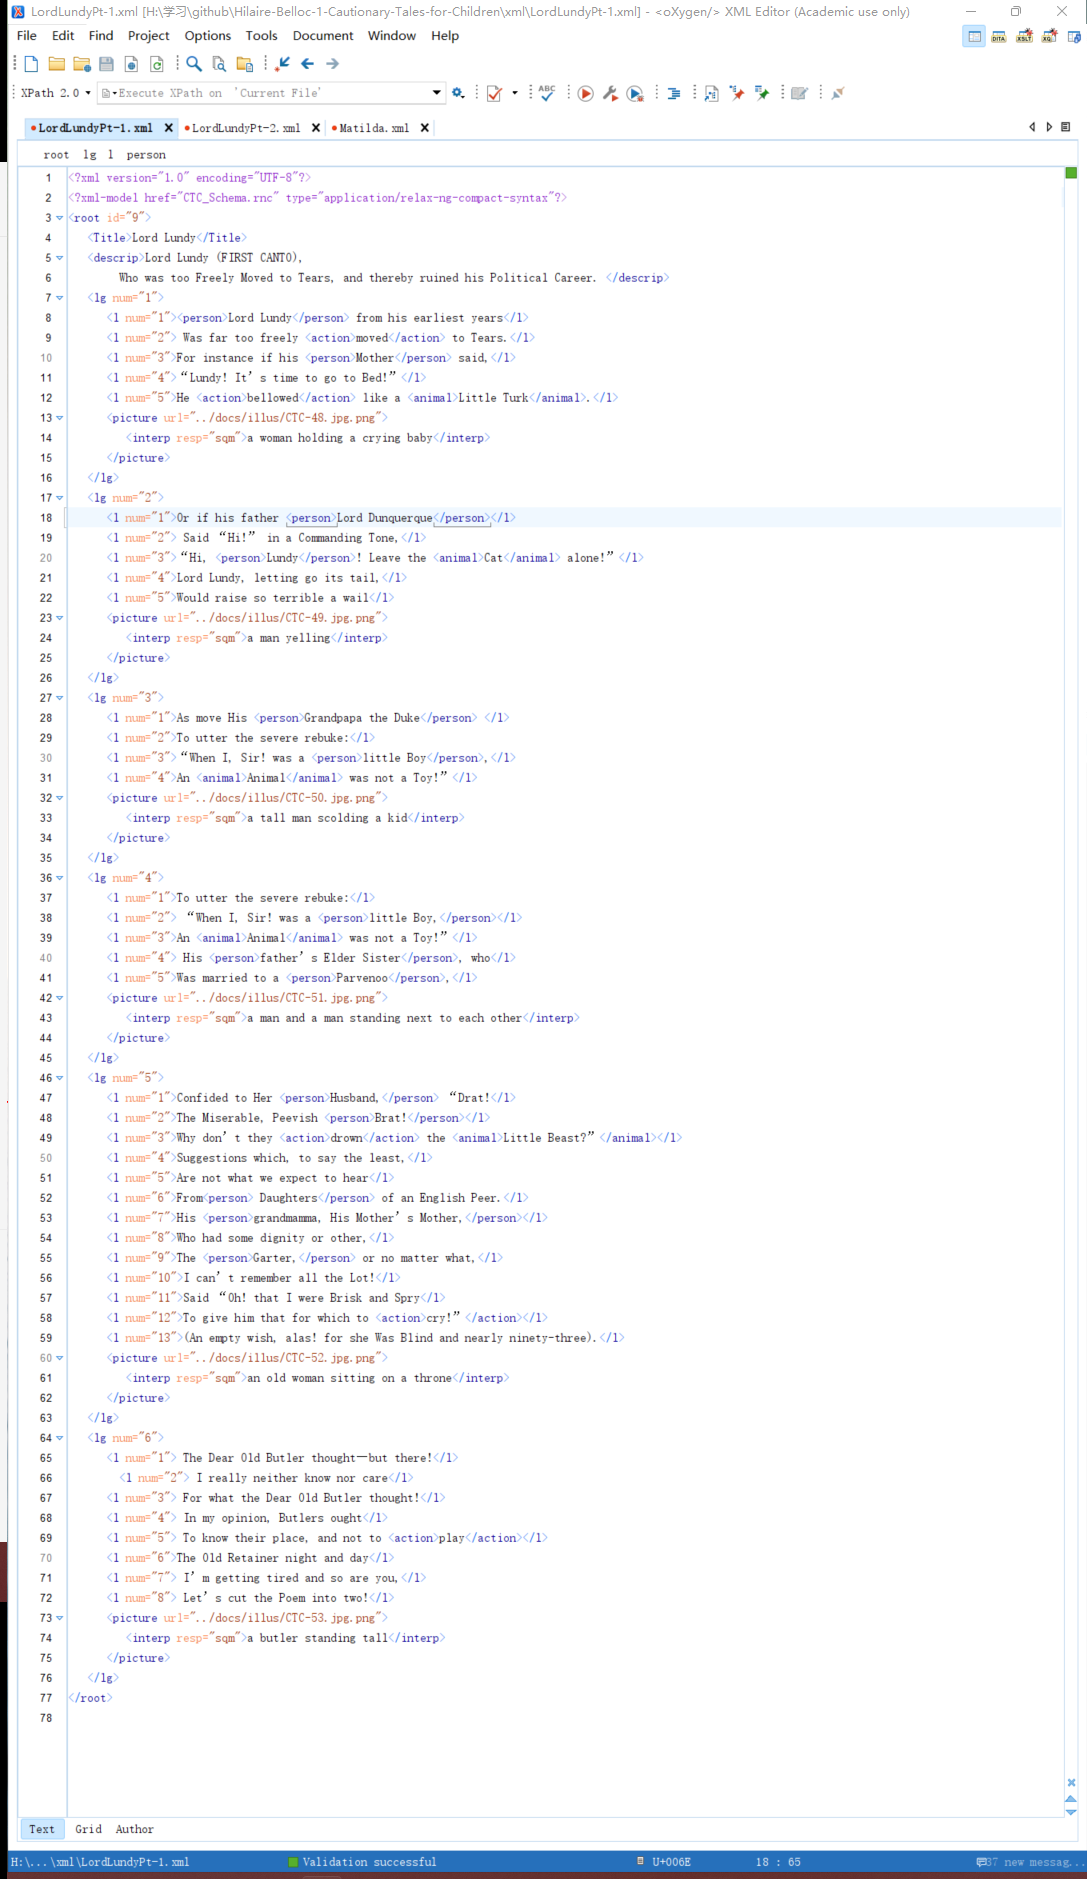 LordLundyPt-1.xml [H:\学习\github\Hilaire-Belloc-1-Cautionary-Tales-for-Children\xml\LordLundyPt-1.xml] - <oXygen/> XML Editor (Academic use only)
File Edit Find Project Options Tools Document Window Help
XPath 2.0 Execute XPath on 'Current File'
LordLundyPt-1.xml LordLundyPt-2.xml Matilda.xml
root lg l person
1 <?xml version="1.0" encoding="UTF-8"?>
2 <?xml-model href="CTC_Schema.rnc" type="application/relax-ng-compact-syntax"?>
3 <root id="9">
4 <Title>Lord Lundy</Title>
5 <descrip>Lord Lundy (FIRST CANTO),
6 Who was too Freely Moved to Tears, and thereby ruined his Political Career. </descrip>
7 <lg num="1">
8 <l num="1"><person>Lord Lundy</person> from his earliest years</l>
9 <l num="2"> Was far too freely <action>moved</action> to Tears.</l>
10 <l num="3">For instance if his <person>Mother</person> said,</l>
11 <l num="4">“Lundy! It’s time to go to Bed!”</l>
12 <l num="5">He <action>bellowed</action> like a <animal>Little Turk</animal>.</l>
13 <picture url="../docs/illus/CTC-48.jpg.png">
14 <interp resp="sqm">a woman holding a crying baby</interp>
15 </picture>
16 </lg>
17 <lg num="2">
18 <l num="1">Or if his father <person>Lord Dunquerque</person></l>
19 <l num="2"> Said “Hi!” in a Commanding Tone,</l>
20 <l num="3">“Hi, <person>Lundy</person>! Leave the <animal>Cat</animal> alone!”</l>
21 <l num="4">Lord Lundy, letting go its tail,</l>
22 <l num="5">Would raise so terrible a wail</l>
23 <picture url="../docs/illus/CTC-49.jpg.png">
24 <interp resp="sqm">a man yelling</interp>
25 </picture>
26 </lg>
27 <lg num="3">
28 <l num="1">As move His <person>Grandpapa the Duke</person> </l>
29 <l num="2">To utter the severe rebuke:</l>
30 <l num="3">“When I, Sir! was a <person>little Boy</person>,</l>
31 <l num="4">An <animal>Animal</animal> was not a Toy!”</l>
32 <picture url="../docs/illus/CTC-50.jpg.png">
33 <interp resp="sqm">a tall man scolding a kid</interp>
34 </picture>
35 </lg>
36 <lg num="4">
37 <l num="1">To utter the severe rebuke:</l>
38 <l num="2"> “When I, Sir! was a <person>little Boy,</person></l>
39 <l num="3">An <animal>Animal</animal> was not a Toy!”</l>
40 <l num="4"> His <person>father’s Elder Sister</person>, who</l>
41 <l num="5">Was married to a <person>Parvenoo</person>,</l>
42 <picture url="../docs/illus/CTC-51.jpg.png">
43 <interp resp="sqm">a man and a man standing next to each other</interp>
44 </picture>
45 </lg>
46 <lg num="5">
47 <l num="1">Confided to Her <person>Husband,</person> “Drat!</l>
48 <l num="2">The Miserable, Peevish <person>Brat!</person></l>
49 <l num="3">Why don’t they <action>drown</action> the <animal>Little Beast?”</animal></l>
50 <l num="4">Suggestions which, to say the least,</l>
51 <l num="5">Are not what we expect to hear</l>
52 <l num="6">From<person> Daughters</person> of an English Peer.</l>
53 <l num="7">His <person>grandmamma, His Mother’s Mother,</person></l>
54 <l num="8">Who had some dignity or other,</l>
55 <l num="9">The <person>Garter,</person> or no matter what,</l>
56 <l num="10">I can’t remember all the Lot!</l>
57 <l num="11">Said “Oh! that I were Brisk and Spry</l>
58 <l num="12">To give him that for which to <action>cry!”</action></l>
59 <l num="13">(An empty wish, alas! for she Was Blind and nearly ninety-three).</l>
60 <picture url="../docs/illus/CTC-52.jpg.png">
61 <interp resp="sqm">an old woman sitting on a throne</interp>
62 </picture>
63 </lg>
64 <lg num="6">
65 <l num="1"> The Dear Old Butler thought—but there!</l>
66 <l num="2"> I really neither know nor care</l>
67 <l num="3"> For what the Dear Old Butler thought!</l>
68 <l num="4"> In my opinion, Butlers ought</l>
69 <l num="5"> To know their place, and not to <action>play</action></l>
70 <l num="6">The Old Retainer night and day</l>
71 <l num="7"> I’m getting tired and so are you,</l>
72 <l num="8"> Let’s cut the Poem into two!</l>
73 <picture url="../docs/illus/CTC-53.jpg.png">
74 <interp resp="sqm">a butler standing tall</interp>
75 </picture>
76 </lg>
77 </root>
78
Text Grid Author
H:\...\xml\LordLundyPt-1.xml Validation successful U+006E 18 : 65 37 new messag...